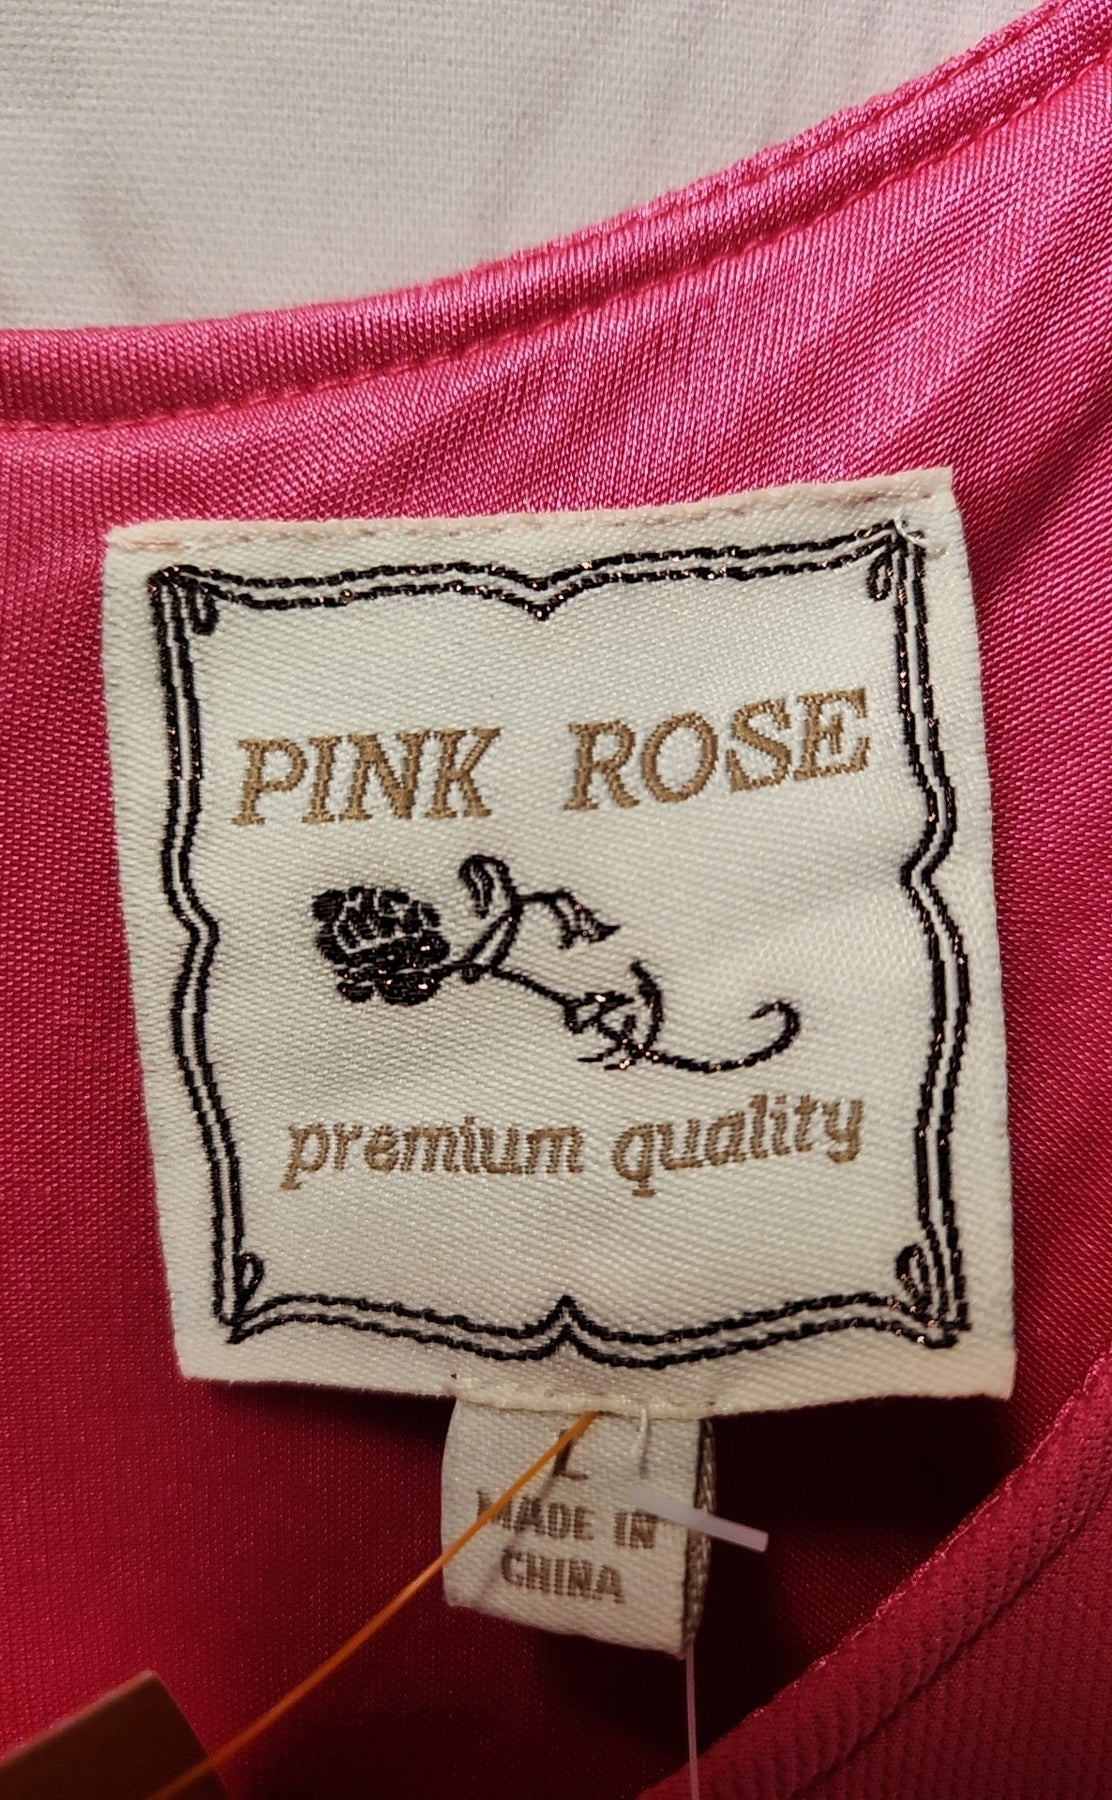 PINK ROSE
premium quality
L
MADE IN
CHINA